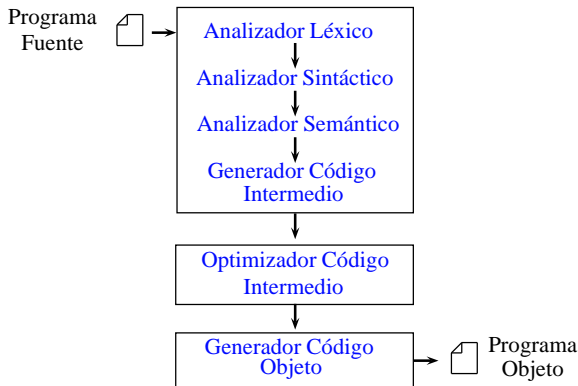 Programa
Fuente
Analizador Léxico
Analizador Sintáctico
Analizador Semántico
Generador Código
Intermedio
Optimizador Código
Intermedio
Generador Código
Objeto
Programa
Objeto